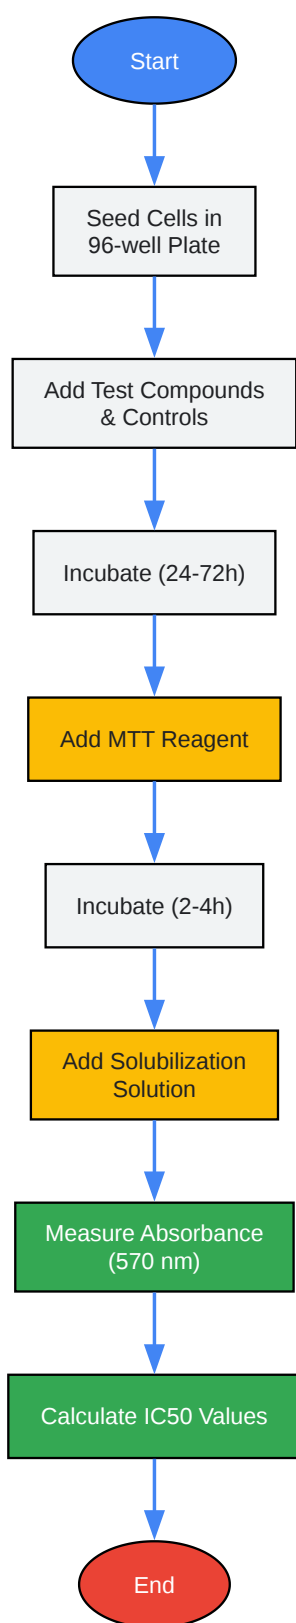 Start
Seed Cells in
96-well Plate
Add Test Compounds
& Controls
Incubate (24-72h)
Add MTT Reagent
Incubate (2-4h)
Add Solubilization
Solution
Measure Absorbance
(570 nm)
Calculate IC50 Values
End